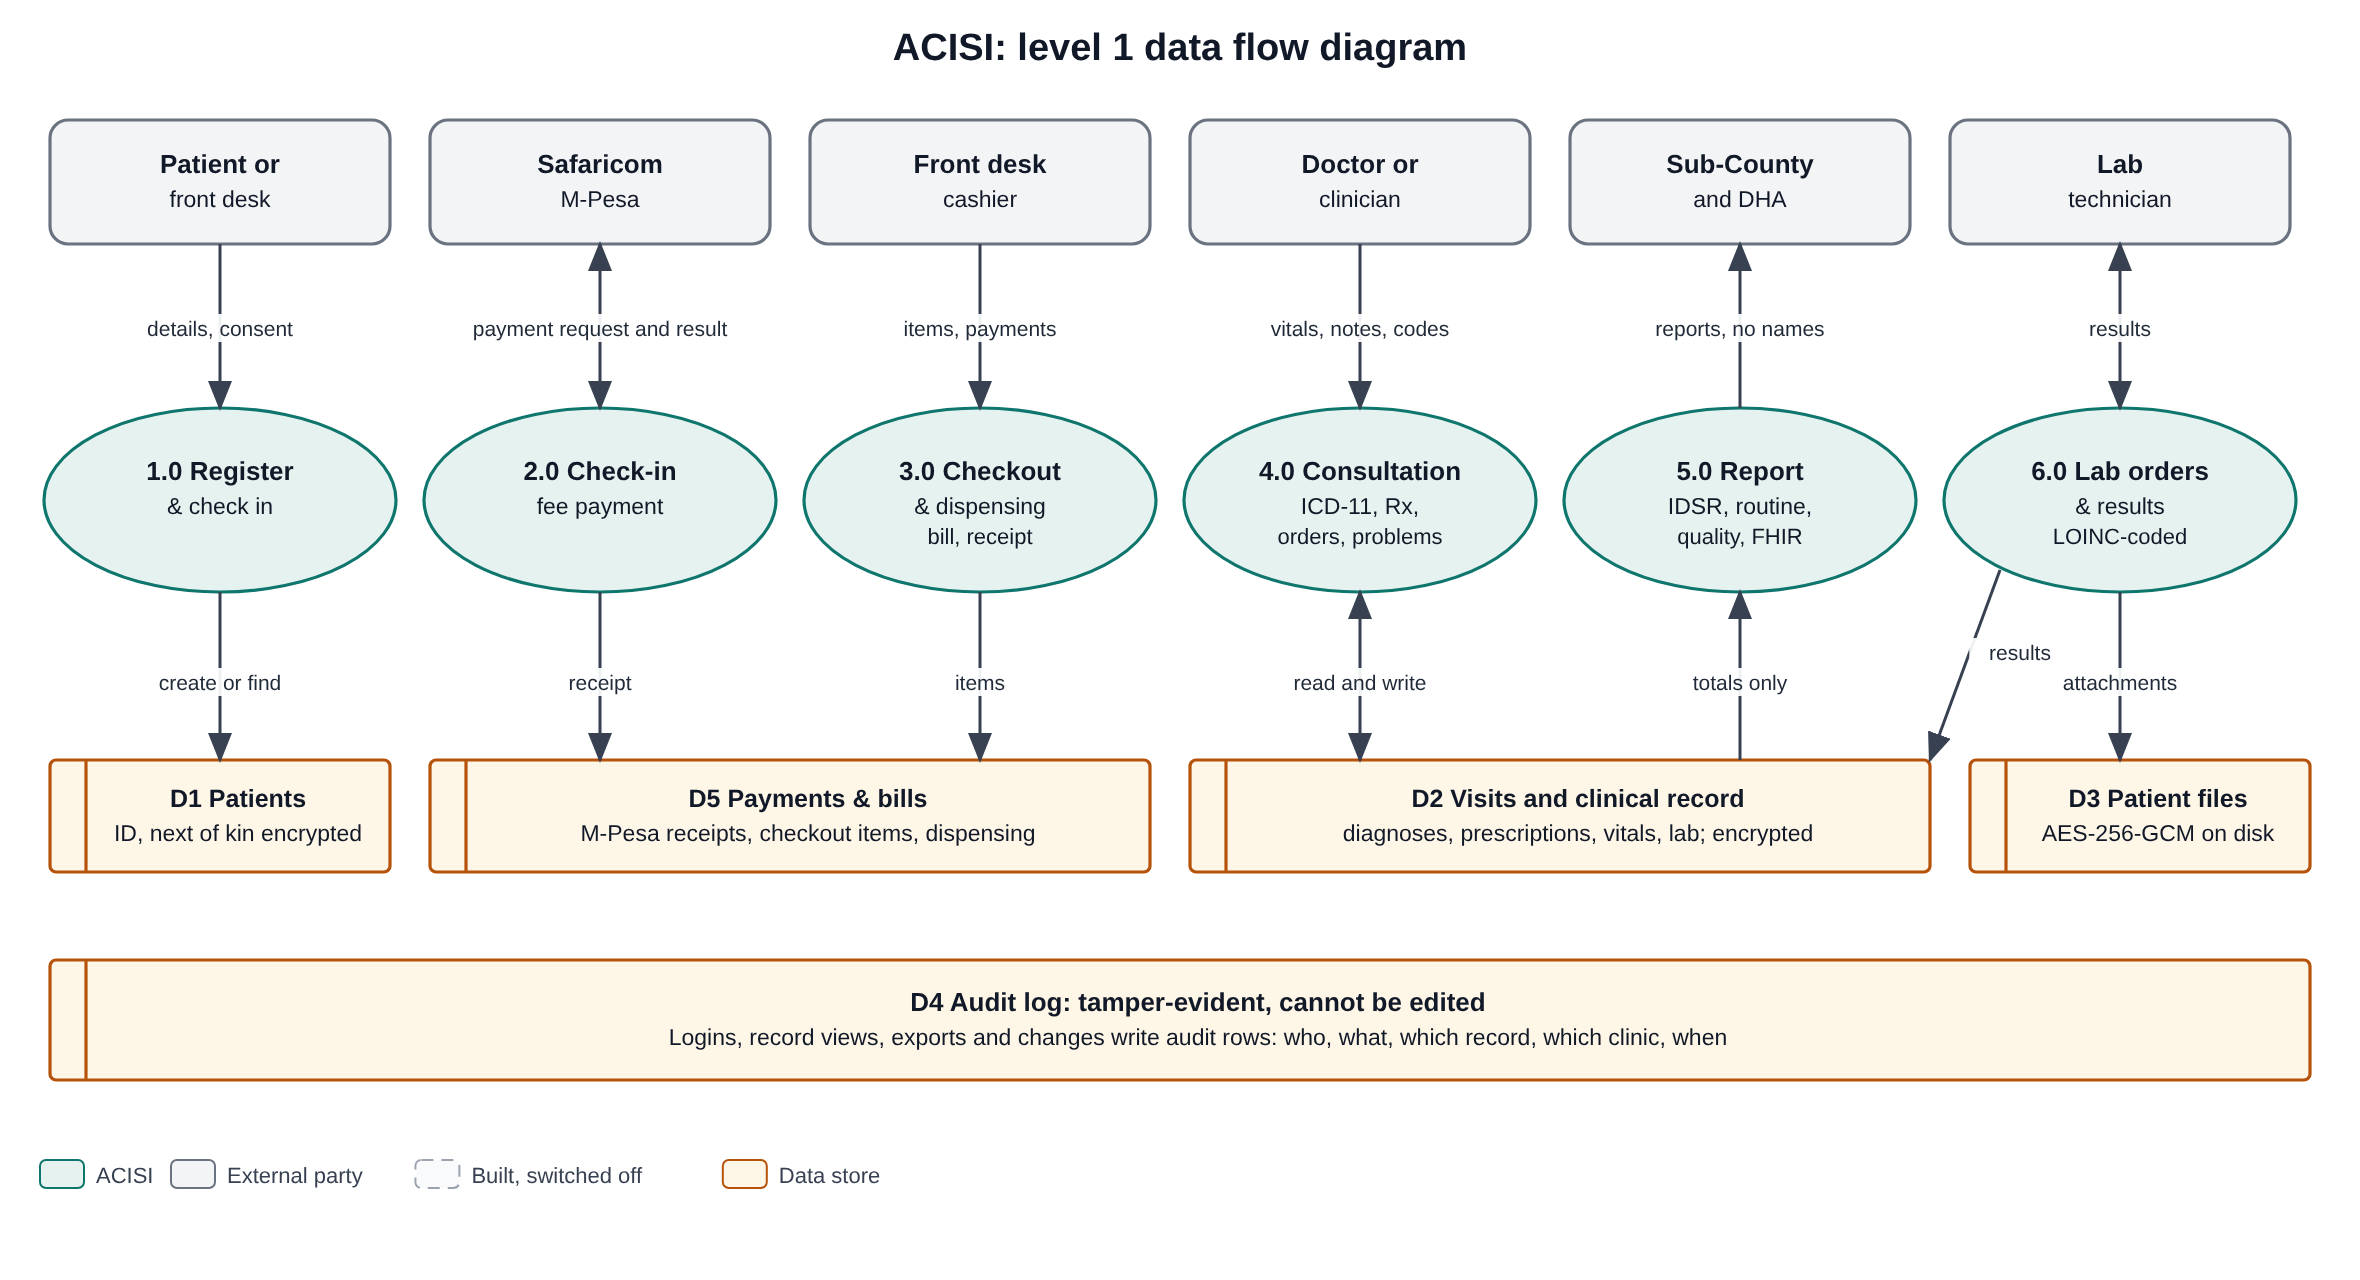 ACISI: level 1 data flow diagram
Patient or
front desk
Safaricom
M-Pesa
Front desk
cashier
Doctor or
clinician
Sub-County
and DHA
Lab
technician
details, consent
payment request and result
items, payments
vitals, notes, codes
reports, no names
results
1.0 Register
& check in
2.0 Check-in
fee payment
3.0 Checkout
& dispensing
bill, receipt
4.0 Consultation
ICD-11, Rx,
orders, problems
5.0 Report
IDSR, routine,
quality, FHIR
6.0 Lab orders
& results
LOINC-coded
create or find
receipt
items
read and write
totals only
results
attachments
D1 Patients
ID, next of kin encrypted
D5 Payments & bills
M-Pesa receipts, checkout items, dispensing
D2 Visits and clinical record
diagnoses, prescriptions, vitals, lab; encrypted
D3 Patient files
AES-256-GCM on disk
D4 Audit log: tamper-evident, cannot be edited
Logins, record views, exports and changes write audit rows: who, what, which record, which clinic, when
ACISI
External party
Built, switched off
Data store